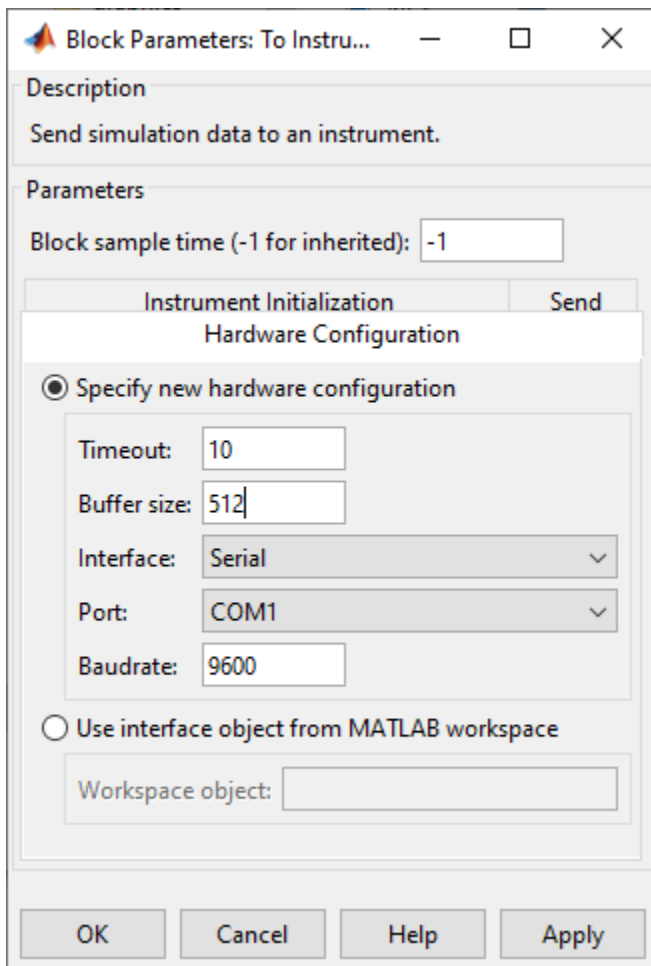 Block Parameters: To Instru...
Description
Send simulation data to an instrument.
Parameters
Block sample time (-1 for inherited): -1
Instrument Initialization Send
Hardware Configuration
Specify new hardware configuration
Timeout: 10
Buffer size: 512
Interface: Serial
Port: COM1
Baudrate: 9600
Use interface object from MATLAB workspace
Workspace object:
OK Cancel Help Apply